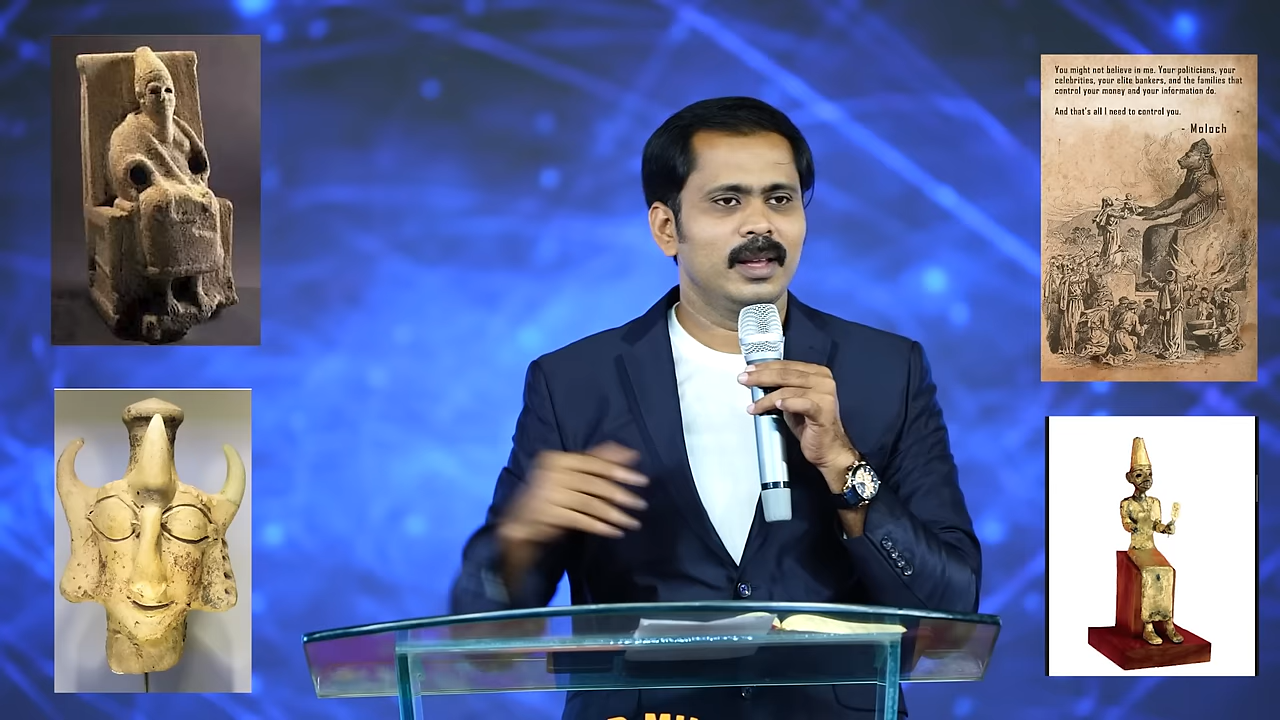 You might not believe in me. Your politicians, your
celebrities, your elite bankers, and the families that
control your money and your information do.
And that's all I need to control you.
- Moloch